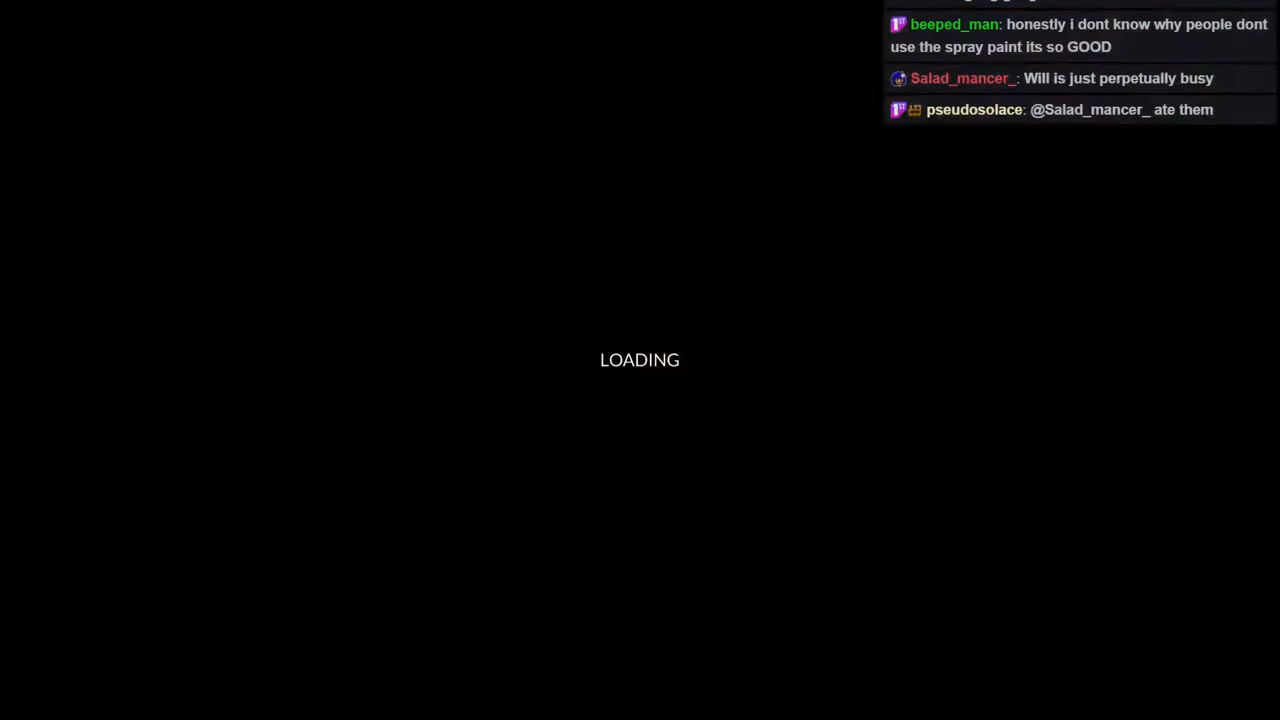 beeped_man: honestly i dont know why people dont
use the spray paint its so GOOD
Salad_mancer_: Will is just perpetually busy
pseudosolace: @Salad_mancer_ ate them
LOADING